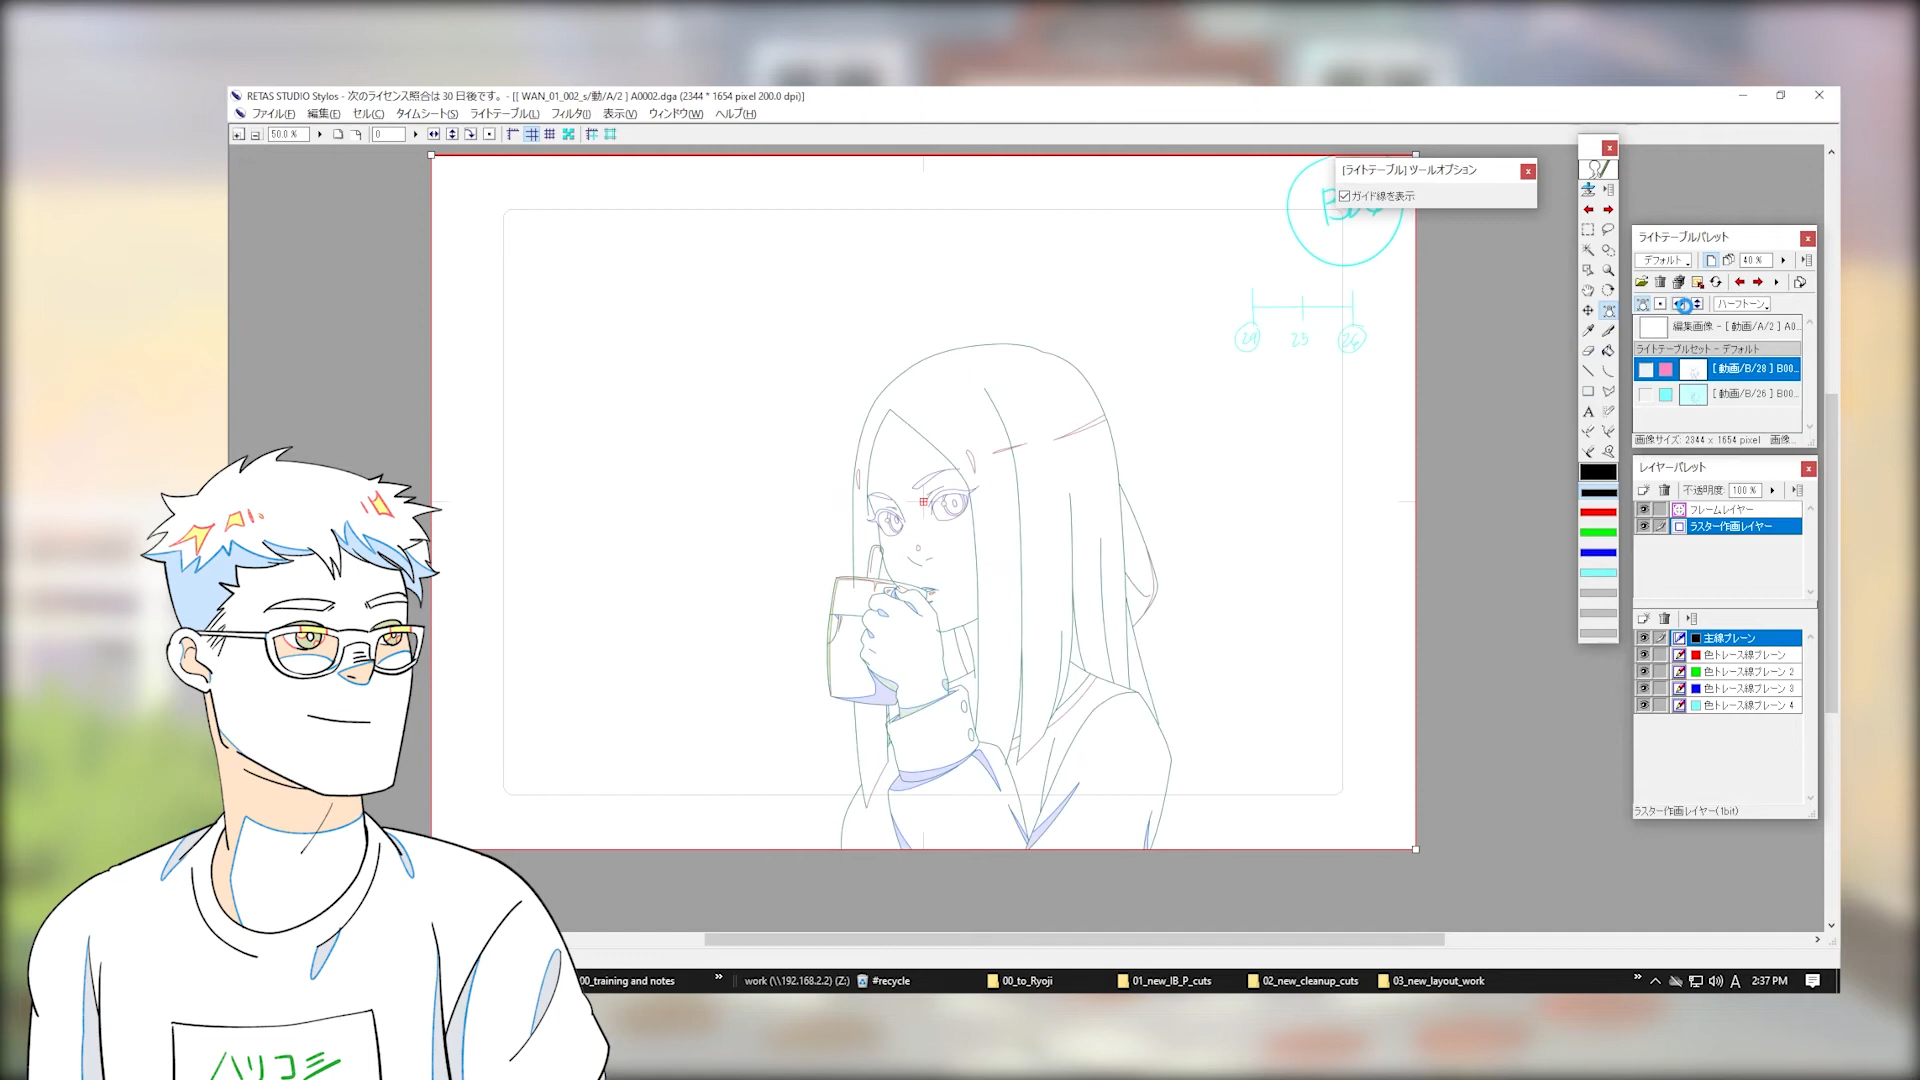 RETAS STUDIO Stylos - 次のライセンス照合は 30 日後です。 - [[ WAN_01_002_s/動/A/2 ] A0002.dga (2344 * 1654 pixel 200.0 dpi)]
ファイル(F) 編集(E) セル(C) タイムシート(S) ライトテーブル(L) フィルタ(I) 表示(V) ウィンドウ(W) ヘルプ(H)
50.0 % 0
[ライトテーブル] ツールオプション
ガイド線を表示
24 25 26
ライトテーブルパレット
デフォルト 40 %
ハーフトーン
編集画像 - [ 動画/A/2 ] A0...
ライトテーブルセット - デフォルト
[ 動画/B/28 ] B00...
[ 動画/B/26 ] B00...
画像サイズ: 2344 x 1654 pixel 画像...
レイヤーパレット
不透明度: 100 %
フレームレイヤー
ラスター作画レイヤー
主線プレーン
色トレース線プレーン
色トレース線プレーン 2
色トレース線プレーン 3
色トレース線プレーン 4
ラスター作画レイヤー(1bit)
00_training and notes
work (\\192.168.2.2) (Z:)
#recycle
00_to_Ryoji
01_new_IB_P_cuts
02_new_cleanup_cuts
03_new_layout_work
A 2:37 PM
ハリコミ